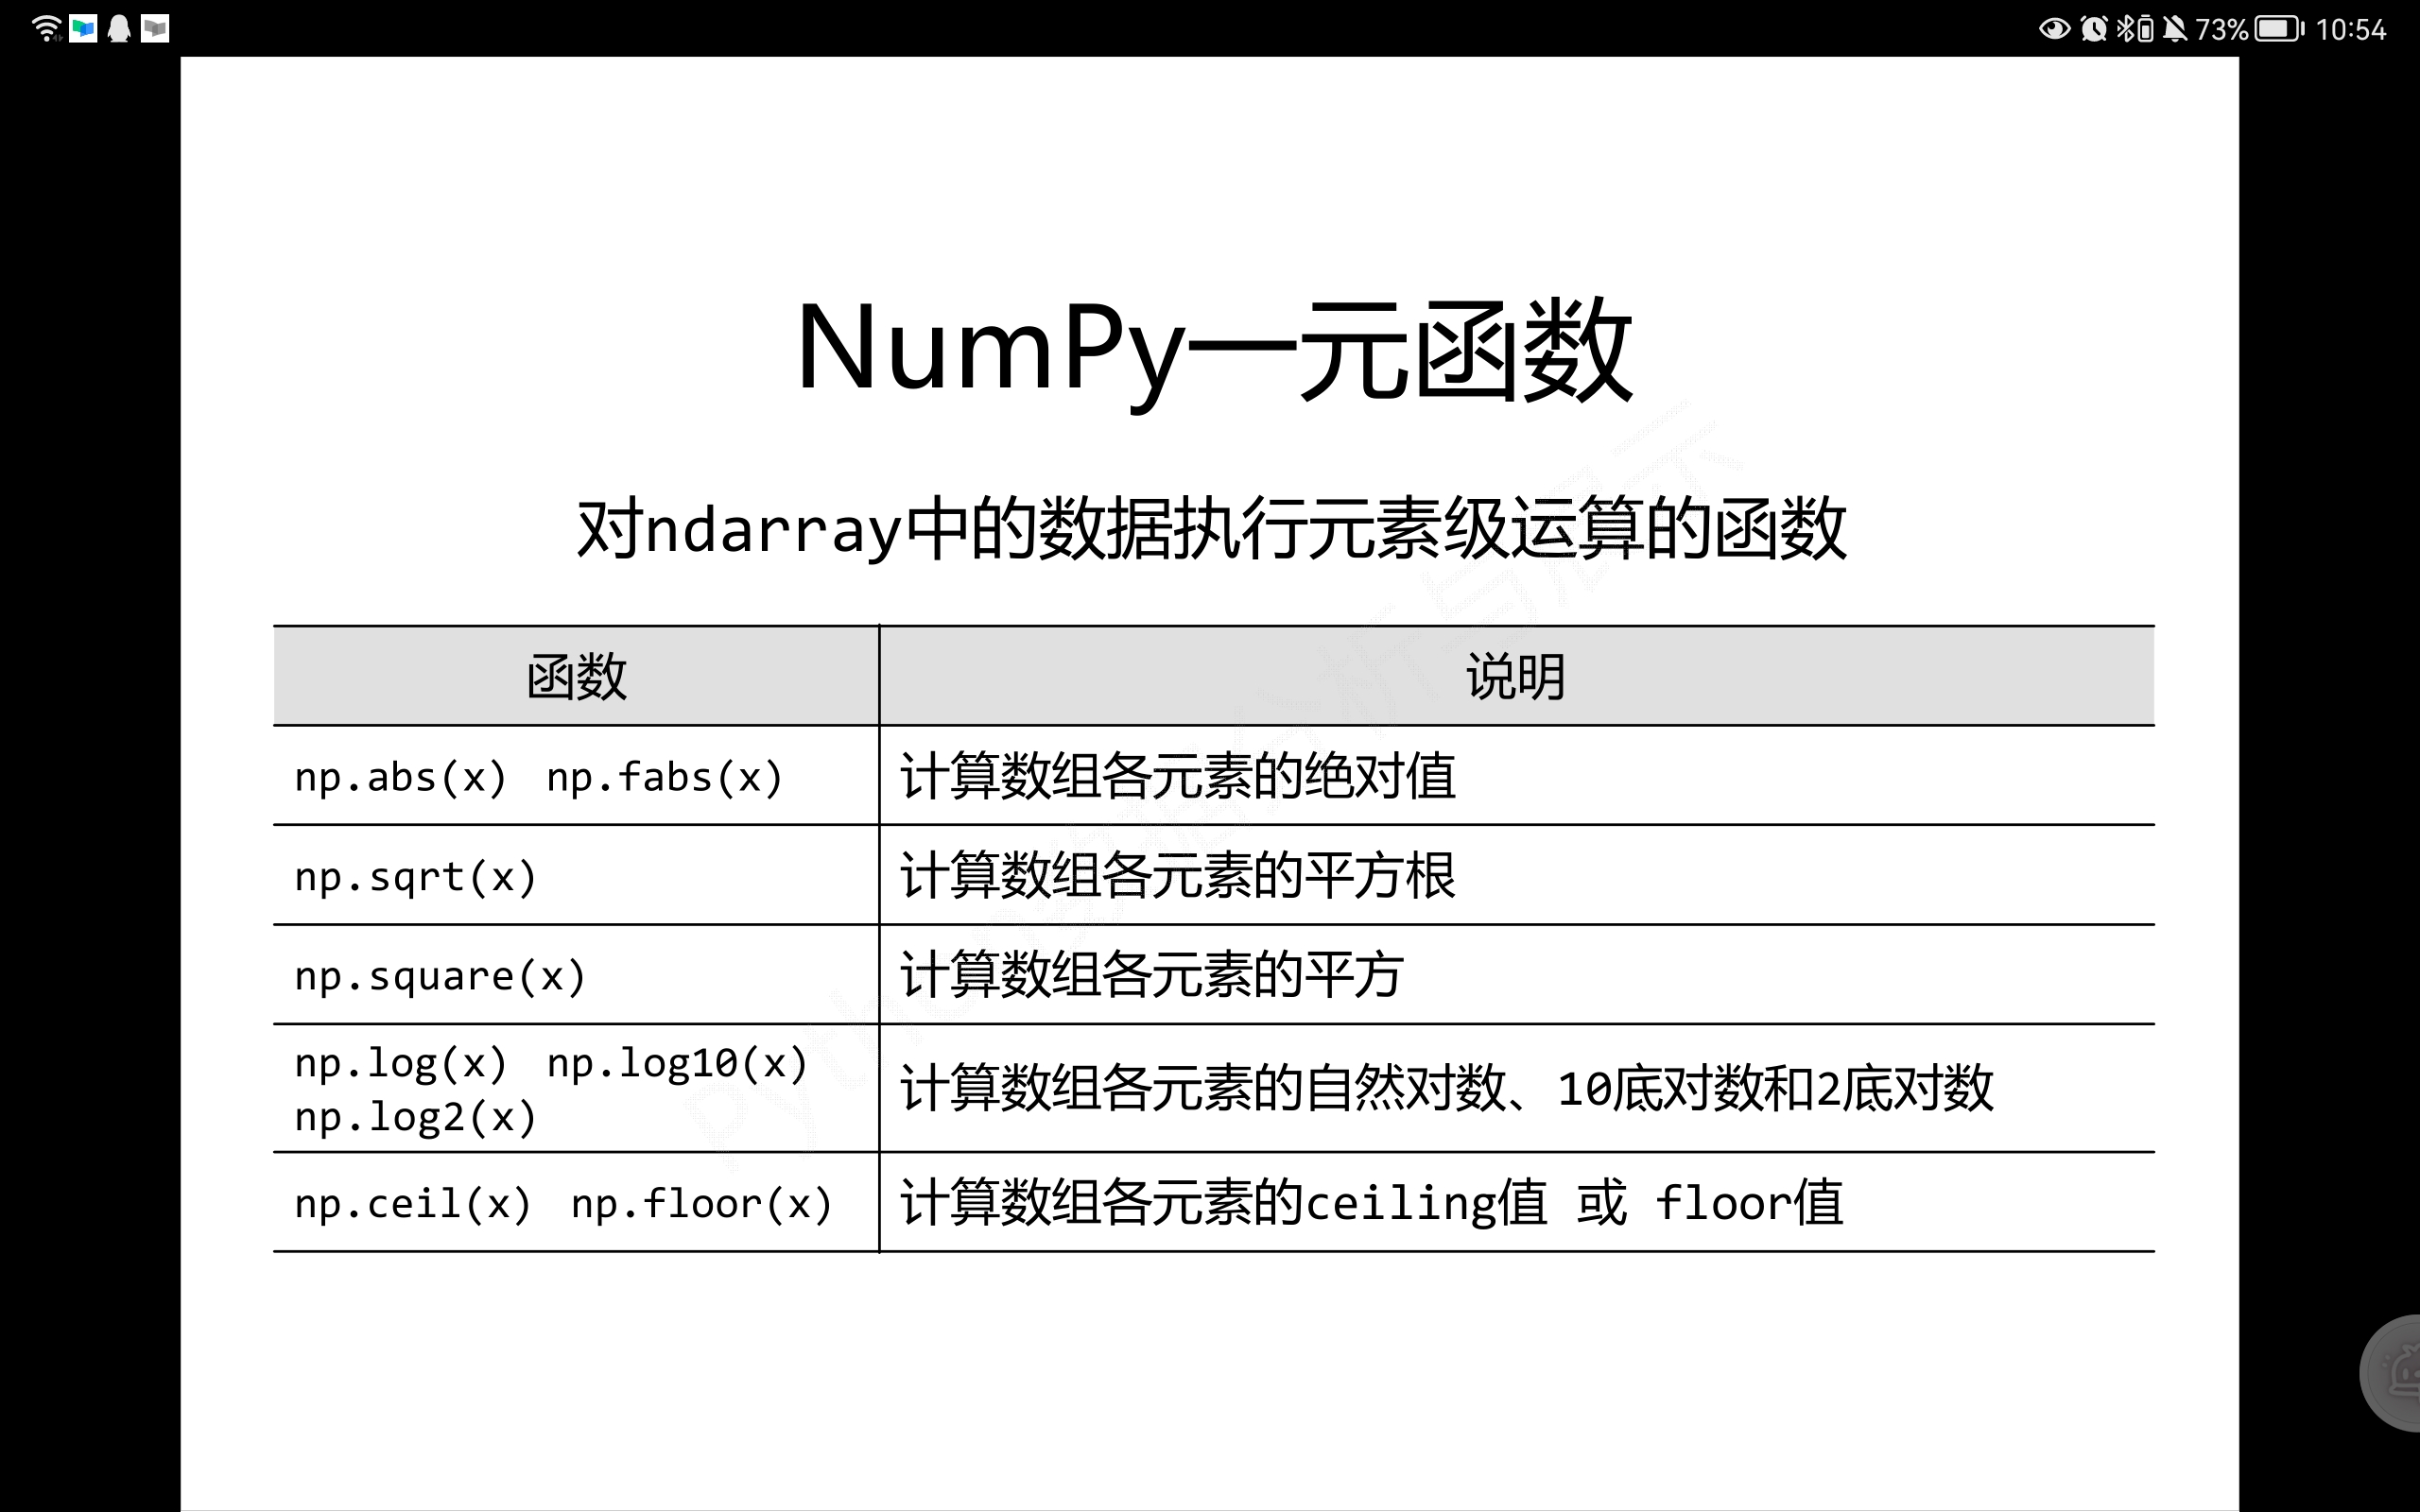 73% 10:54
NumPy一元函数
对ndarray中的数据执行元素级运算的函数
函数 说明
np.abs(x) np.fabs(x) 计算数组各元素的绝对值
np.sqrt(x) 计算数组各元素的平方根
np.square(x) 计算数组各元素的平方
np.log(x) np.log10(x)
np.log2(x)
计算数组各元素的自然对数、10底对数和2底对数
np.ceil(x) np.floor(x) 计算数组各元素的ceiling值 或 floor值